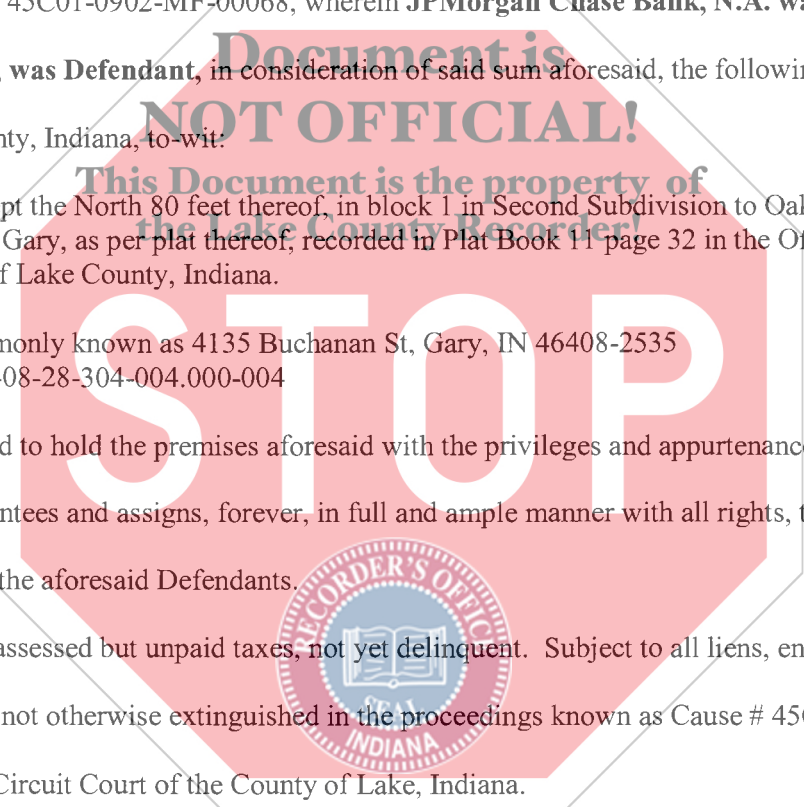 45C01-0902-MF-00068, wherein JPMorgan Chase Bank, N.A. wa
, was Defendant, in consideration of said sum aforesaid, the followin
Document is
NOT OFFICIAL!
nty, Indiana, to-wit:
This Document is the property of
the Lake County Recorder!
pt the North 80 feet thereof, in block 1 in Second Subdivision to Oak
Gary, as per plat thereof, recorded in Plat Book 11 page 32 in the Of
f Lake County, Indiana.
STOP
monly known as 4135 Buchanan St, Gary, IN 46408-2535
-08-28-304-004.000-004
d to hold the premises aforesaid with the privileges and appurtenance
ntees and assigns, forever, in full and ample manner with all rights, t
the aforesaid Defendants.
RECORDER'S OFFICE
SEAL
INDIANA
assessed but unpaid taxes, not yet delinquent. Subject to all liens, en
not otherwise extinguished in the proceedings known as Cause # 45C
Circuit Court of the County of Lake, Indiana.